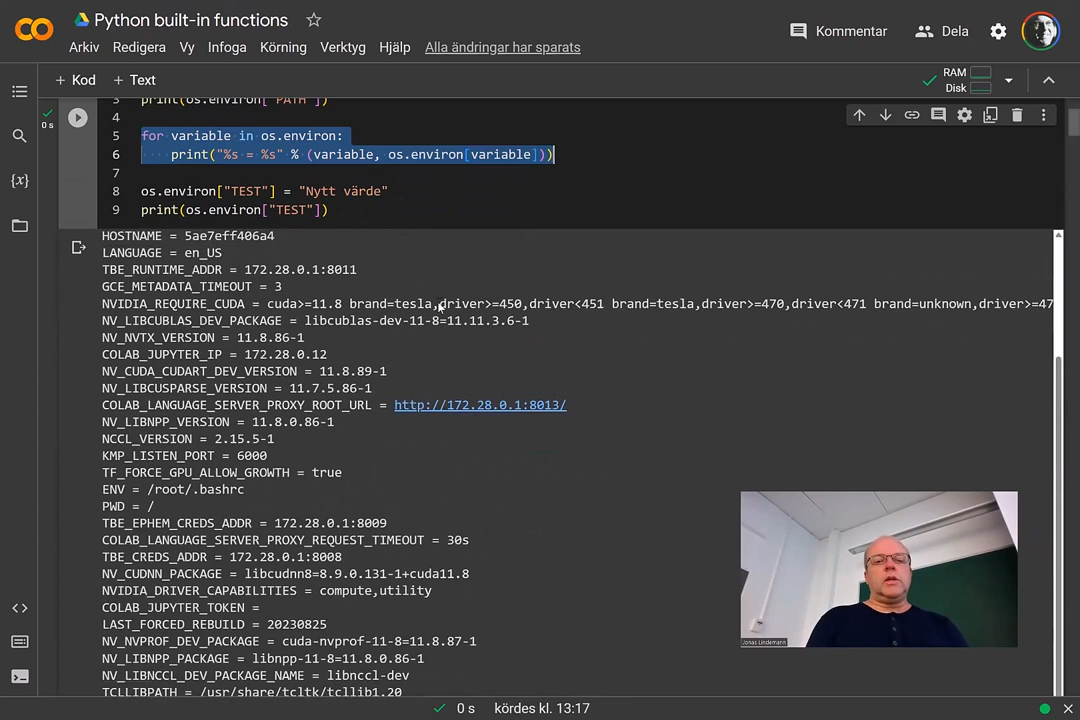 Python built-in functions
Arkiv Redigera Vy Infoga Körning Verktyg Hjälp Alla ändringar har sparats
Kommentar Dela
+ Kod + Text
RAM
Disk
3 print(os.environ["PATH"])
4
5 for variable in os.environ:
6 print("%s = %s" % (variable, os.environ[variable]))
7
8 os.environ["TEST"] = "Nytt värde"
9 print(os.environ["TEST"])
0 s
HOSTNAME = 5ae7eff406a4
LANGUAGE = en_US
TBE_RUNTIME_ADDR = 172.28.0.1:8011
GCE_METADATA_TIMEOUT = 3
NVIDIA_REQUIRE_CUDA = cuda>=11.8 brand=tesla,driver>=450,driver<451 brand=tesla,driver>=470,driver<471 brand=unknown,driver>=47
NV_LIBCUBLAS_DEV_PACKAGE = libcublas-dev-11-8=11.11.3.6-1
NV_NVTX_VERSION = 11.8.86-1
COLAB_JUPYTER_IP = 172.28.0.12
NV_CUDA_CUDART_DEV_VERSION = 11.8.89-1
NV_LIBCUSPARSE_VERSION = 11.7.5.86-1
COLAB_LANGUAGE_SERVER_PROXY_ROOT_URL = http://172.28.0.1:8013/
NV_LIBNPP_VERSION = 11.8.0.86-1
NCCL_VERSION = 2.15.5-1
KMP_LISTEN_PORT = 6000
TF_FORCE_GPU_ALLOW_GROWTH = true
ENV = /root/.bashrc
PWD = /
TBE_EPHEM_CREDS_ADDR = 172.28.0.1:8009
COLAB_LANGUAGE_SERVER_PROXY_REQUEST_TIMEOUT = 30s
TBE_CREDS_ADDR = 172.28.0.1:8008
NV_CUDNN_PACKAGE = libcudnn8=8.9.0.131-1+cuda11.8
NVIDIA_DRIVER_CAPABILITIES = compute,utility
COLAB_JUPYTER_TOKEN =
LAST_FORCED_REBUILD = 20230825
NV_NVPROF_DEV_PACKAGE = cuda-nvprof-11-8=11.8.87-1
NV_LIBNPP_PACKAGE = libnpp-11-8=11.8.0.86-1
NV_LIBNCCL_DEV_PACKAGE_NAME = libnccl-dev
TCLLIBPATH = /usr/share/tcltk/tcllib1.20
Jonas Lindemann
0 s kördes kl. 13:17